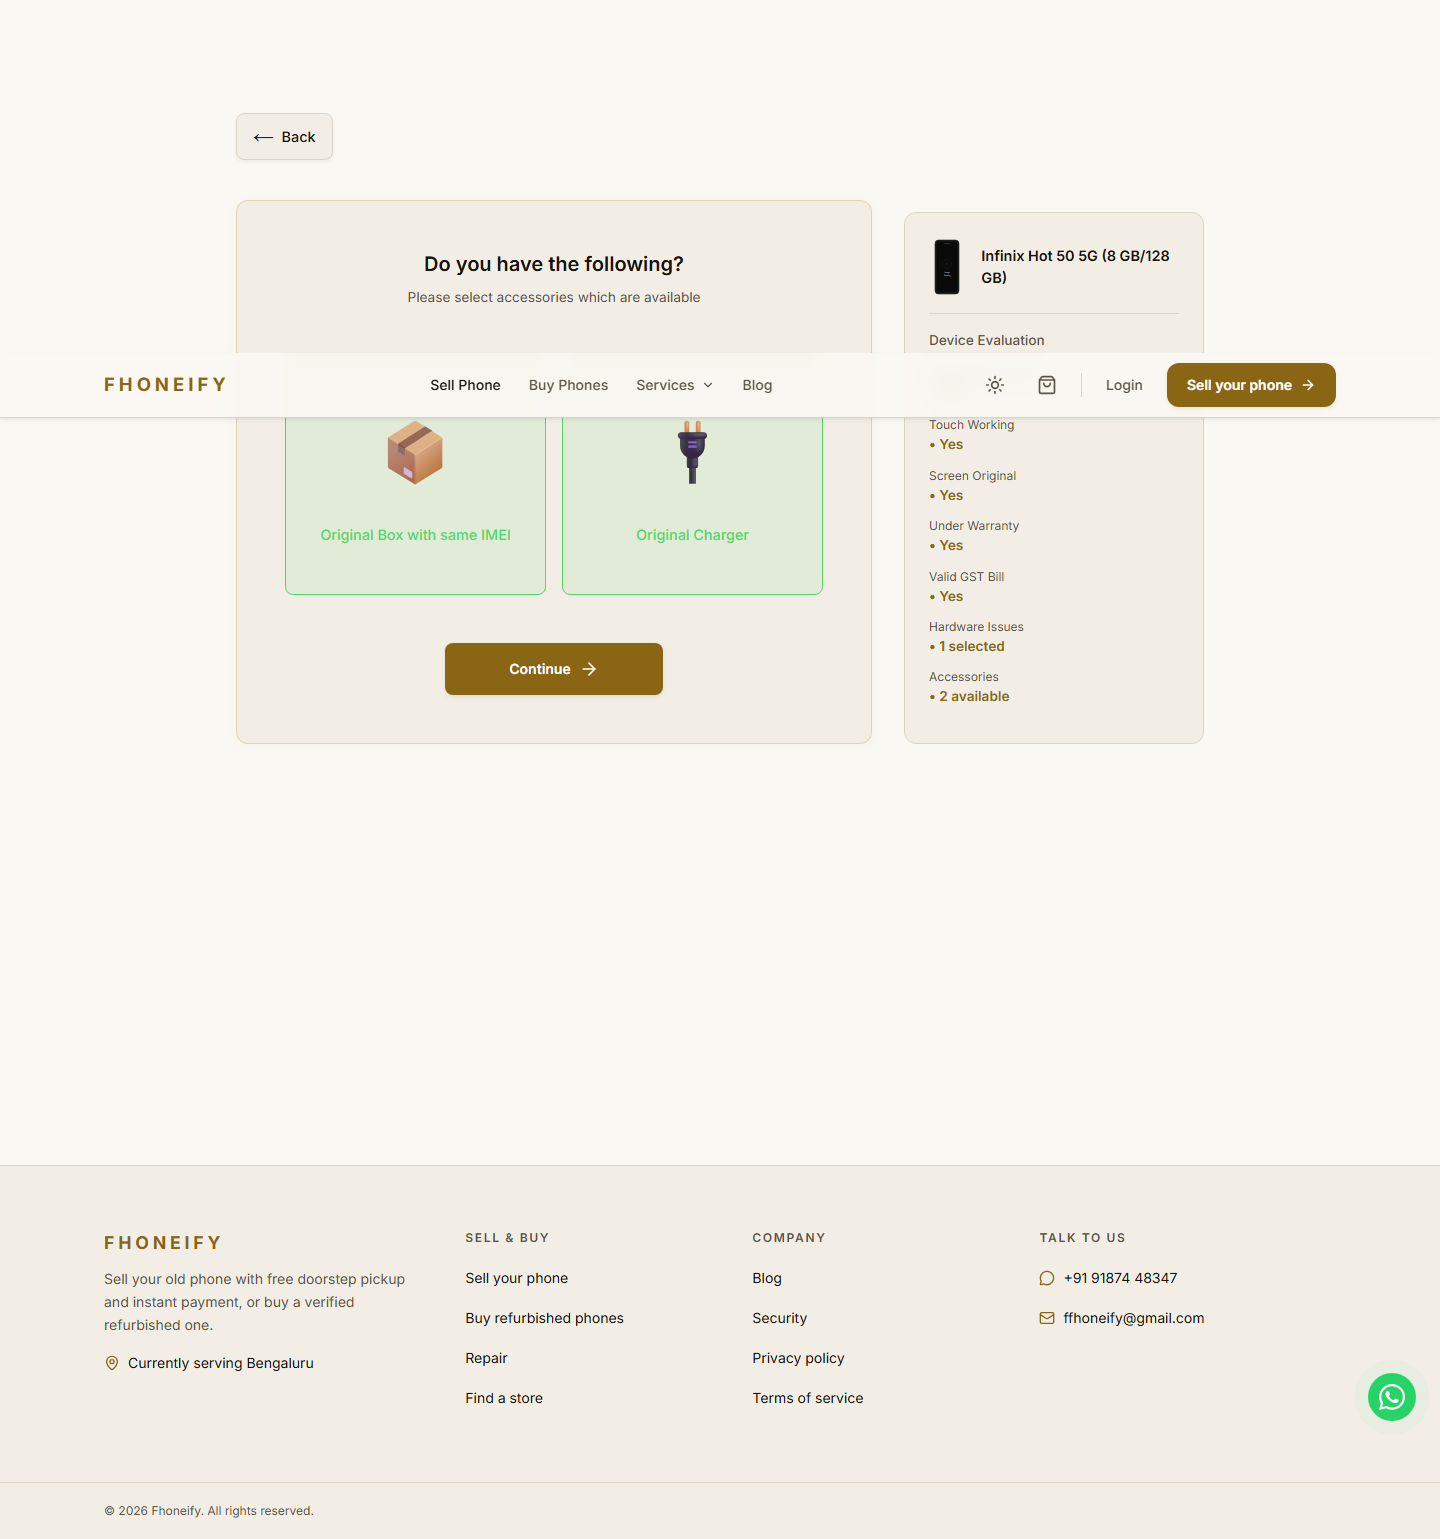 ← Back
Do you have the following?
Please select accessories which are available
Infinix Hot 50 5G (8 GB/128
GB)
Device Evaluation
FHONEIFY
Sell Phone
Buy Phones
Services
Blog
Login
Sell your phone →
Original Box with same IMEI
Original Charger
Continue →
Touch Working
• Yes
Screen Original
• Yes
Under Warranty
• Yes
Valid GST Bill
• Yes
Hardware Issues
• 1 selected
Accessories
• 2 available
FHONEIFY
Sell your old phone with free doorstep pickup
and instant payment, or buy a verified
refurbished one.
Currently serving Bengaluru
SELL & BUY
Sell your phone
Buy refurbished phones
Repair
Find a store
COMPANY
Blog
Security
Privacy policy
Terms of service
TALK TO US
+91 91874 48347
ffhoneify@gmail.com
© 2026 Fhoneify. All rights reserved.